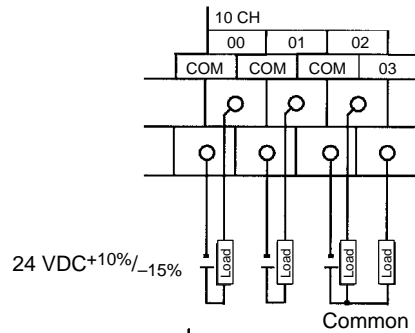 10 CH
00 01 02
COM COM COM 03
24 VDC+10%/–15%
Load Load Load Load
Common